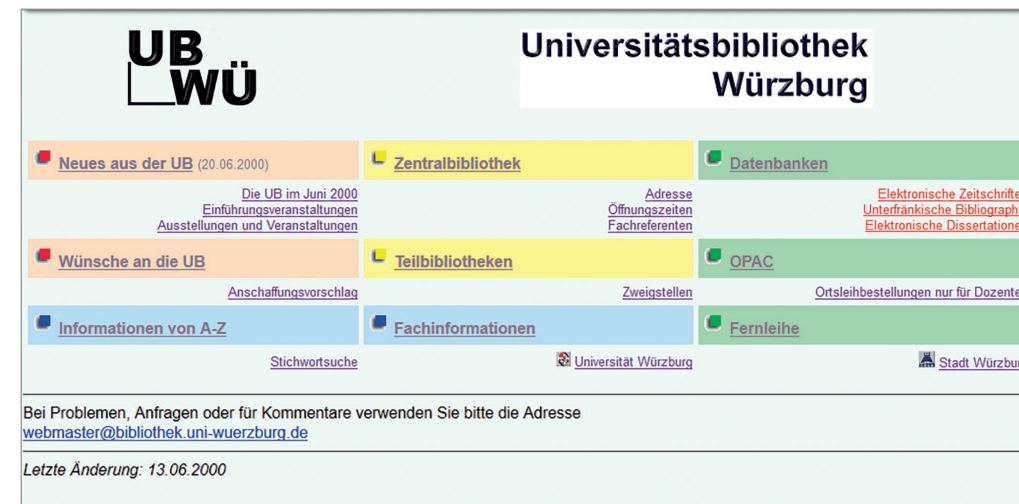 UB
WÜ
Universitätsbibliothek
Würzburg
Neues aus der UB (20.06.2000)
Zentralbibliothek
Datenbanken
Die UB im Juni 2000
Einführungsveranstaltungen
Ausstellungen und Veranstaltungen
Adresse
Öffnungszeiten
Fachreferenten
Elektronische Zeitschrifte
Unterfränkische Bibliograph
Elektronische Dissertatione
Wünsche an die UB
Teilbibliotheken
OPAC
Anschaffungsvorschlag
Zweigstellen
Ortsleihbestellungen nur für Dozente
Informationen von A-Z
Fachinformationen
Fernleihe
Stichwortsuche
Universität Würzburg
Stadt Würzbur
Bei Problemen, Anfragen oder für Kommentare verwenden Sie bitte die Adresse
webmaster@bibliothek.uni-wuerzburg.de
Letzte Änderung: 13.06.2000